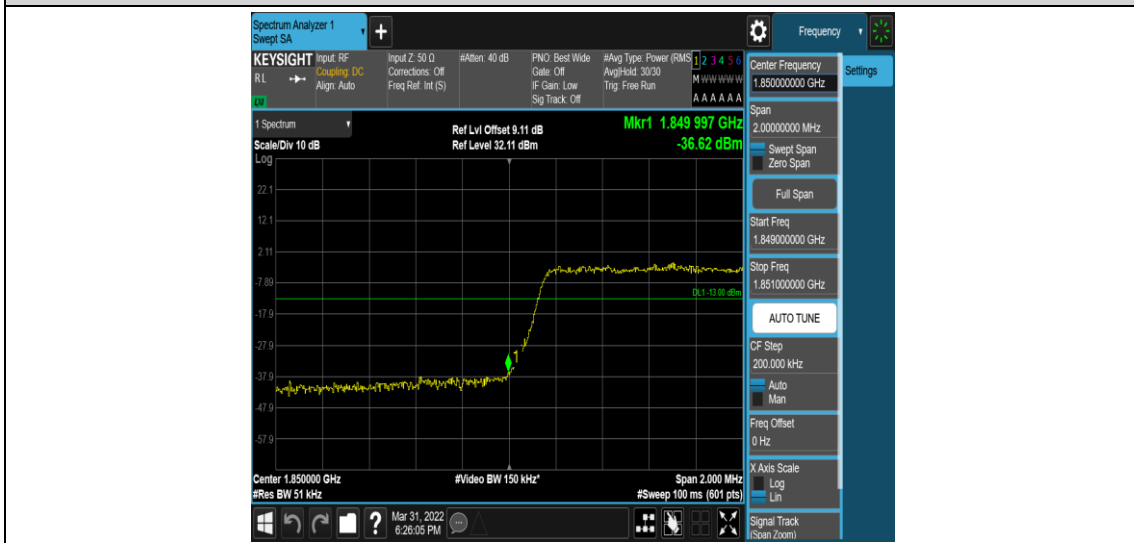 Spectrum Analyzer 1
Swept SA
+
Frequency
KEYSIGHT
RL
LXI
Input: RF
Coupling: DC
Align: Auto
Input Z: 50 Ω
Corrections: Off
Freq Ref: Int (S)
#Atten: 40 dB
PNO: Best Wide
Gate: Off
IF Gain: Low
Sig Track: Off
#Avg Type: Power (RMS
Avg|Hold: 30/30
Trig: Free Run
1 2 3 4 5 6
M W W W W W
A A A A A A
1 Spectrum
Scale/Div 10 dB
Log
Ref Lvl Offset 9.11 dB
Ref Level 32.11 dBm
Mkr1 1.849 997 GHz
-36.62 dBm
22.1
12.1
2.11
-7.89
DL1 -13.00 dBm
-17.9
-27.9
1
-37.9
-47.9
-57.9
Center 1.850000 GHz
#Res BW 51 kHz
#Video BW 150 kHz*
Span 2.000 MHz
#Sweep 100 ms (601 pts)
Mar 31, 2022
6:26:05 PM
?
Center Frequency
1.850000000 GHz
Settings
Span
2.00000000 MHz
Swept Span
Zero Span
Full Span
Start Freq
1.849000000 GHz
Stop Freq
1.851000000 GHz
AUTO TUNE
CF Step
200.000 kHz
Auto
Man
Freq Offset
0 Hz
X Axis Scale
Log
Lin
Signal Track
(Span Zoom)